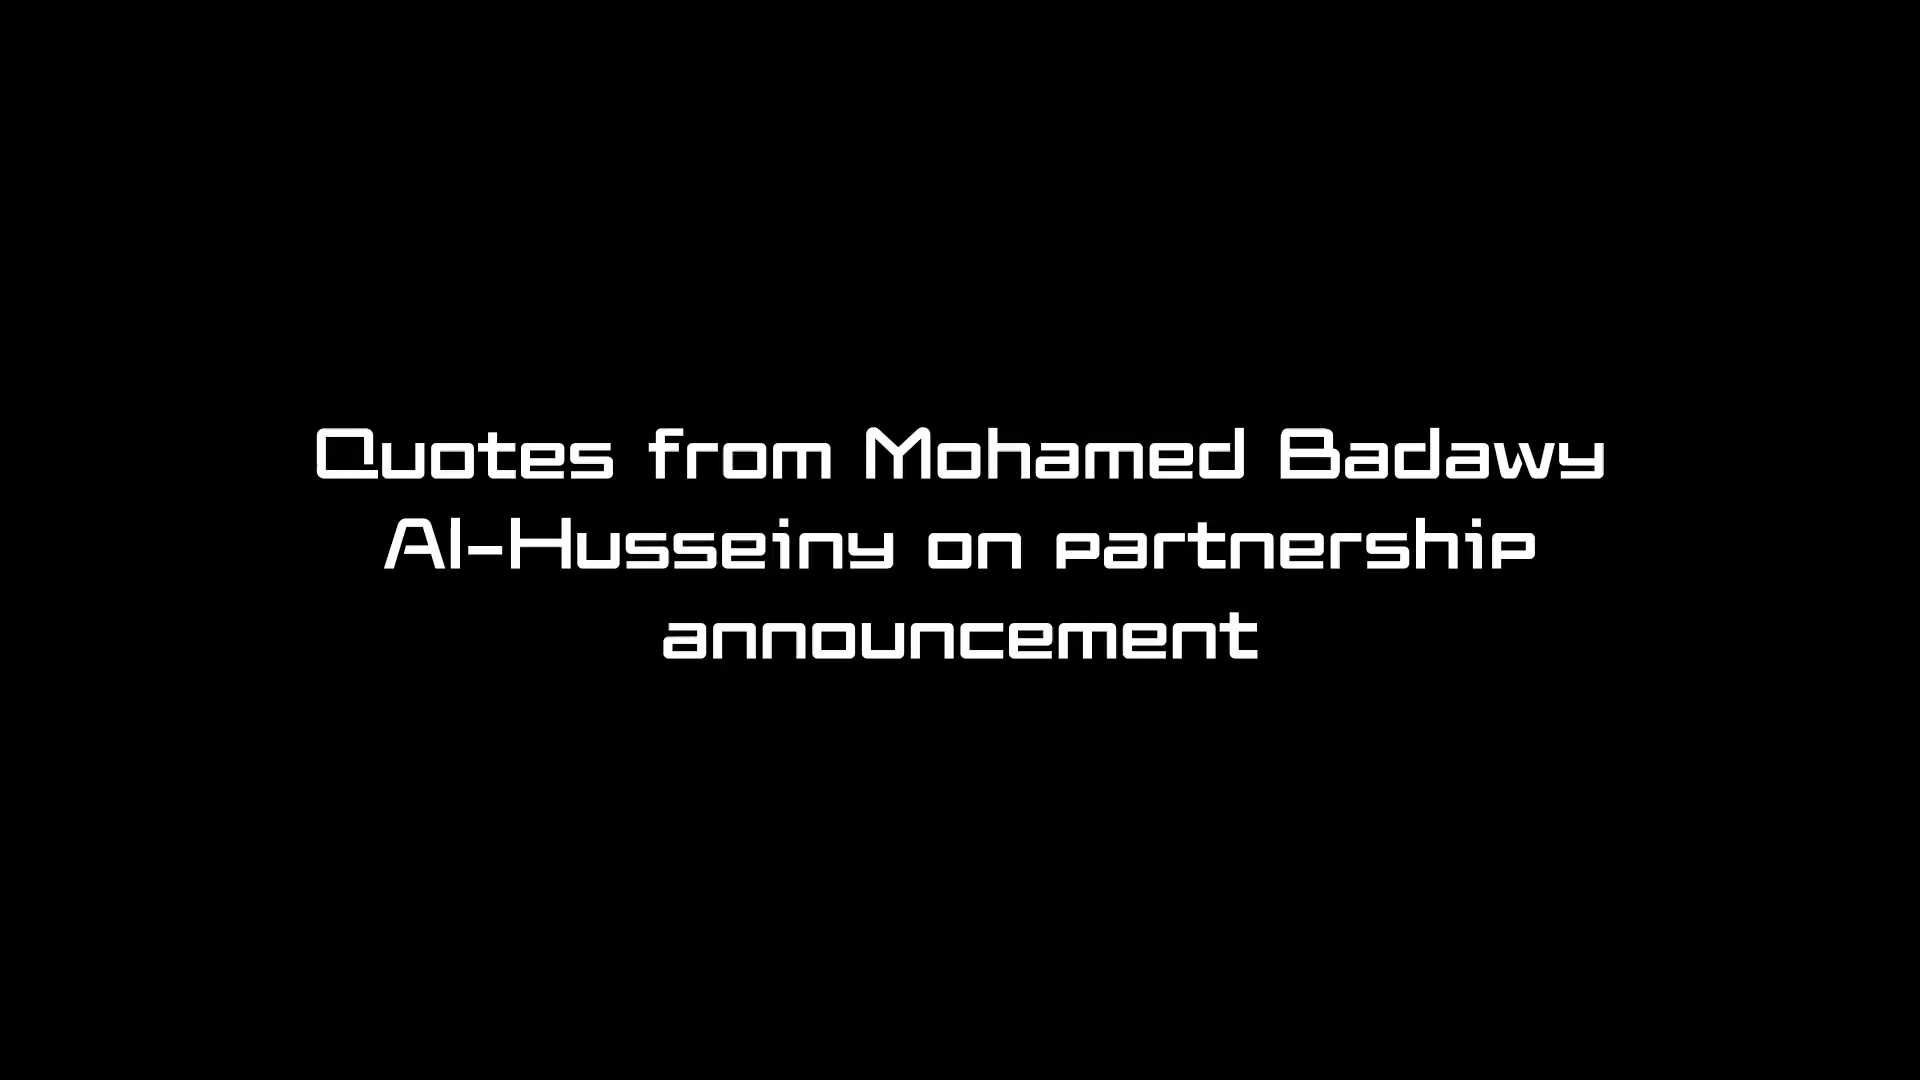 Quotes from Mohamed Badawy
Al-Husseiny on partnership
announcement